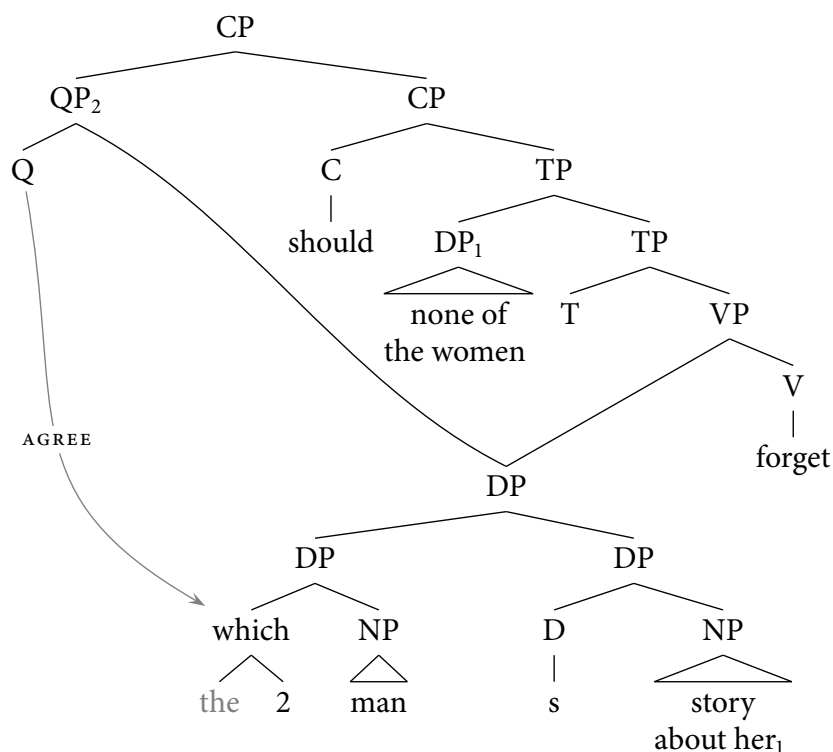 CP
QP₂ CP
Q C TP
should DP₁ TP
none of T VP
the women V
AGREE forget
DP
DP DP
which NP D NP
the 2 man s story
about her₁